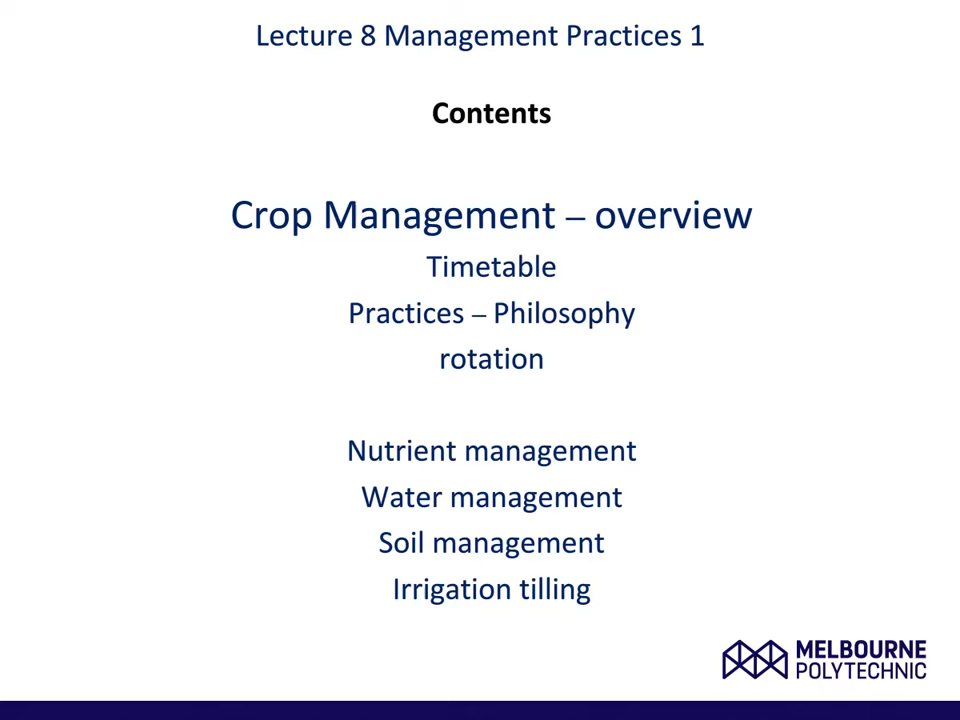 Lecture 8 Management Practices 1
Contents
Crop Management – overview
Timetable
Practices – Philosophy
rotation
Nutrient management
Water management
Soil management
Irrigation tilling
MELBOURNE
POLYTECHNIC